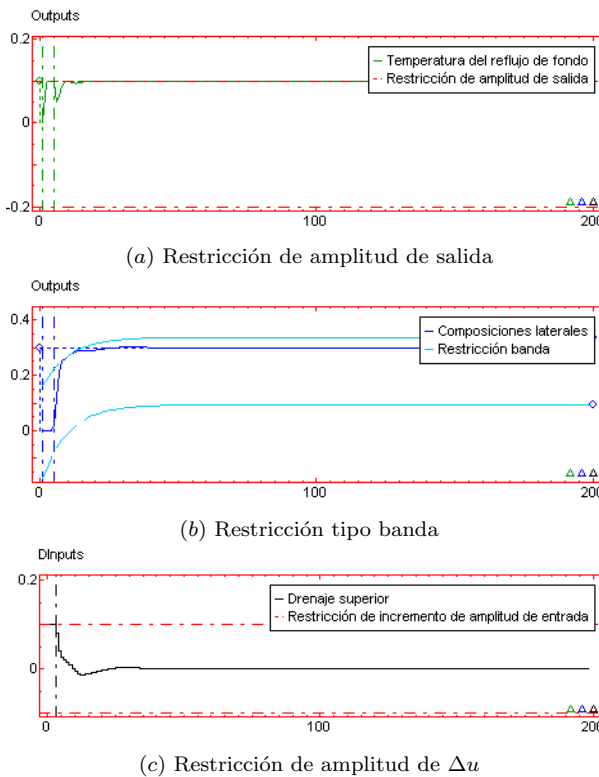 Outputs
0.2
Temperatura del reflujo de fondo
Restricción de amplitud de salida
0
-0.2
0 100 200
(a) Restricción de amplitud de salida
Outputs
0.4
Composiciones laterales
Restricción banda
0.2
0
0 100 200
(b) Restricción tipo banda
DInputs
0.2
Drenaje superior
Restricción de incremento de amplitud de entrada
0
0 100 200
(c) Restricción de amplitud de Δu